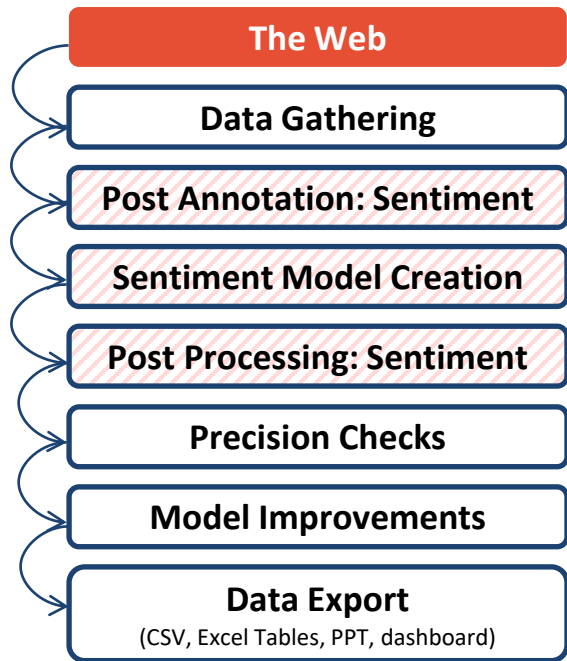 The Web
Data Gathering
Post Annotation: Sentiment
Sentiment Model Creation
Post Processing: Sentiment
Precision Checks
Model Improvements
Data Export
(CSV, Excel Tables, PPT, dashboard)